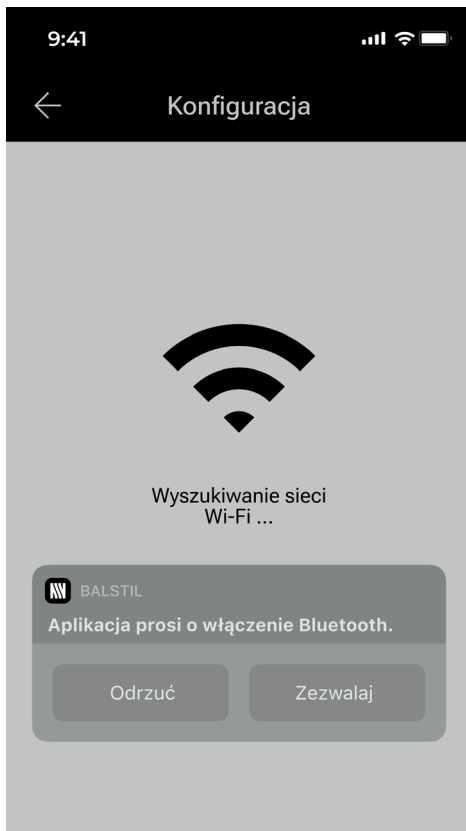 9:41
Konfiguracja
Wyszukiwanie sieci
Wi-Fi ...
BALSTIL
Aplikacja prosi o włączenie Bluetooth.
Odrzuć Zezwalaj